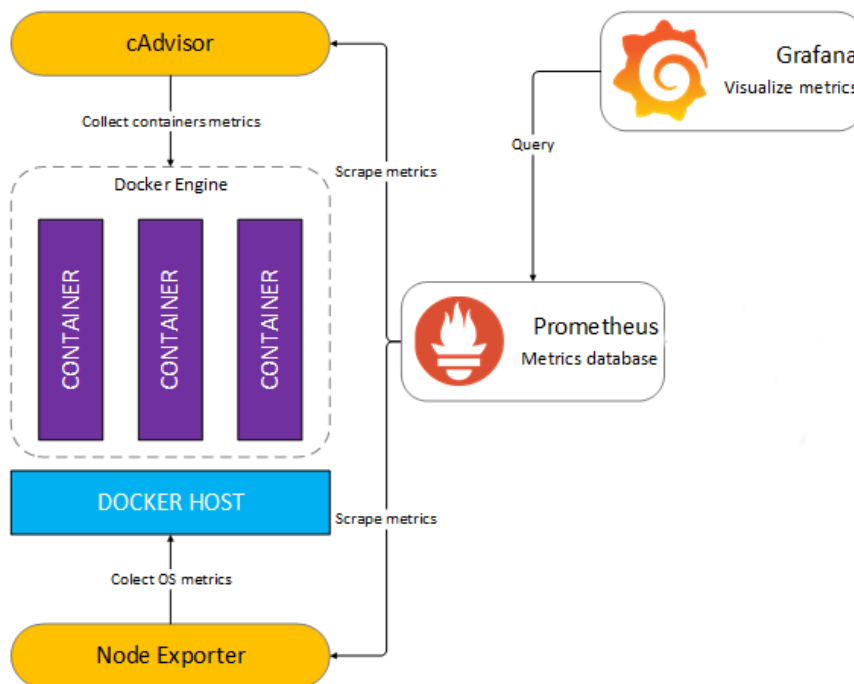 cAdvisor
Grafana
Visualize metrics
Collect containers metrics
Query
Scrape metrics
Docker Engine
CONTAINER
CONTAINER
CONTAINER
Prometheus
Metrics database
DOCKER HOST
Scrape metrics
Colect OS metrics
Node Exporter